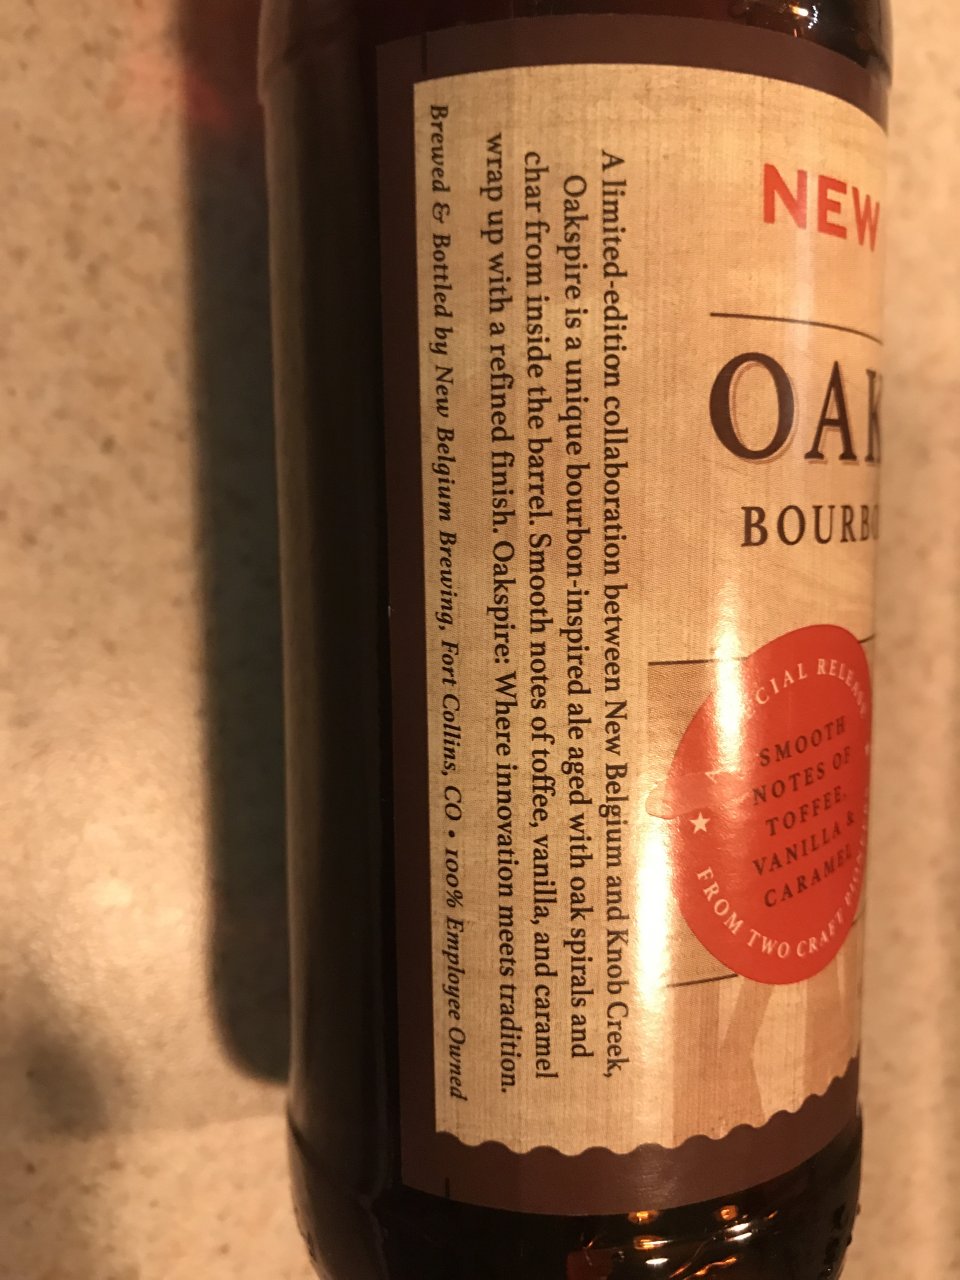 A limited-edition collaboration between New Belgium and Knob Creek,
Oakspire is a unique bourbon-inspired ale aged with oak spirals and
char from inside the barrel. Smooth notes of toffee, vanilla, and caramel
wrap up with a refined finish. Oakspire: Where innovation meets tradition.
Brewed & Bottled by New Belgium Brewing, Fort Collins, CO • 100% Employee Owned
NEW
OAK
BOURBO
CIAL RELEASE
SMOOTH
NOTES OF
TOFFEE,
VANILLA &
CARAMEL
FROM TWO CRAFT